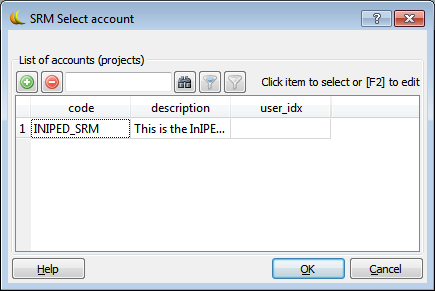 SRM Select account
List of accounts (projects)
Click item to select or [F2] to edit
code description user_idx
1 INIPED_SRM This is the InIPE...
Help OK Cancel